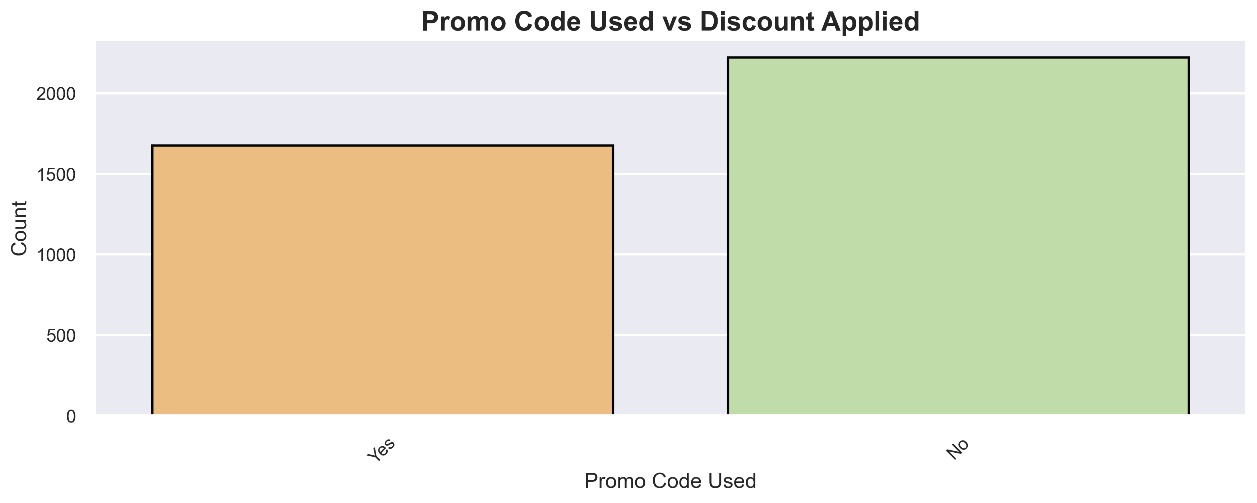 Promo Code Used vs Discount Applied
Count
2000
1500
1000
500
0
Yes
No
Promo Code Used